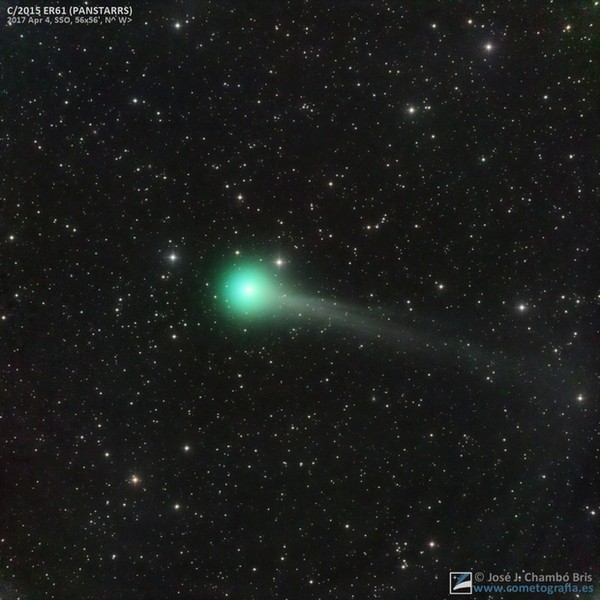 C/2015 ER61 (PANSTARRS)
2017 Apr 4, SSO, 56x56', N^ W>
© José J. Chambó Bris
www.cometografia.es